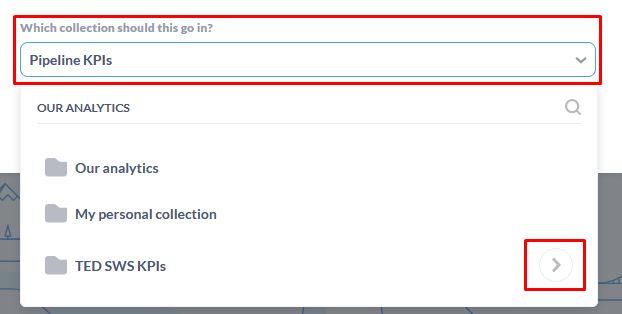 Which collection should this go in?
Pipeline KPIs
OUR ANALYTICS
Our analytics
My personal collection
TED SWS KPIs